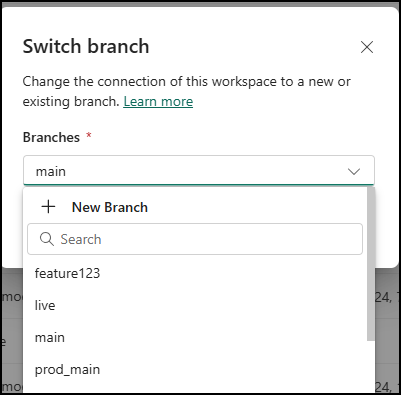 Switch branch
Change the connection of this workspace to a new or
existing branch. Learn more
Branches *
main
New Branch
Search
feature123
live
main
prod_main